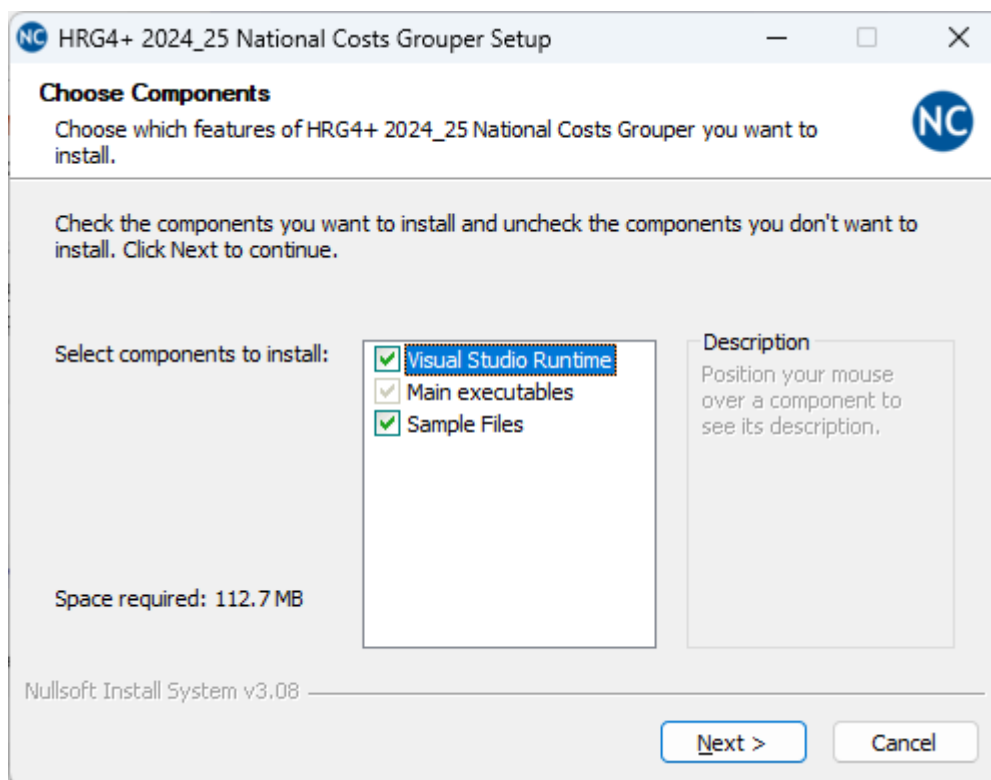 NC HRG4+ 2024_25 National Costs Grouper Setup
Choose Components
Choose which features of HRG4+ 2024_25 National Costs Grouper you want to
install.
NC
Check the components you want to install and uncheck the components you don't want to
install. Click Next to continue.
Select components to install:
Visual Studio Runtime
Main executables
Sample Files
Description
Position your mouse
over a component to
see its description.
Space required: 112.7 MB
Nullsoft Install System v3.08
Next >
Cancel